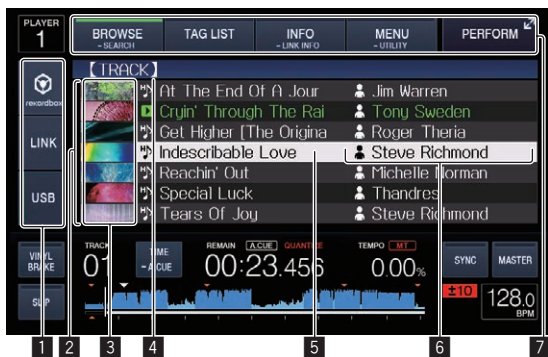 PLAYER
1
BROWSE
- SEARCH
TAG LIST
INFO
- LINK INFO
MENU
- UTILITY
PERFORM
rekordbox
LINK
USB
【TRACK】
At The End Of A Jour
Jim Warren
Cryin' Through The Rai
Tony Sweden
Get Higher [The Origina
Roger Theria
Indescribable Love
Steve Richmond
Reachin' Out
Michelle Norman
Special Luck
Thandres
Tears Of Joy
Steve Richmond
VINYL
BRAKE
SLIP
TRACK
01
TIME
- A.CUE
REMAIN
A.CUE
QUANTIZE
00:23.456
TEMPO
MT
0.00%
SYNC
MASTER
±10
128.0
BPM
1 2 3 4 5 6 7